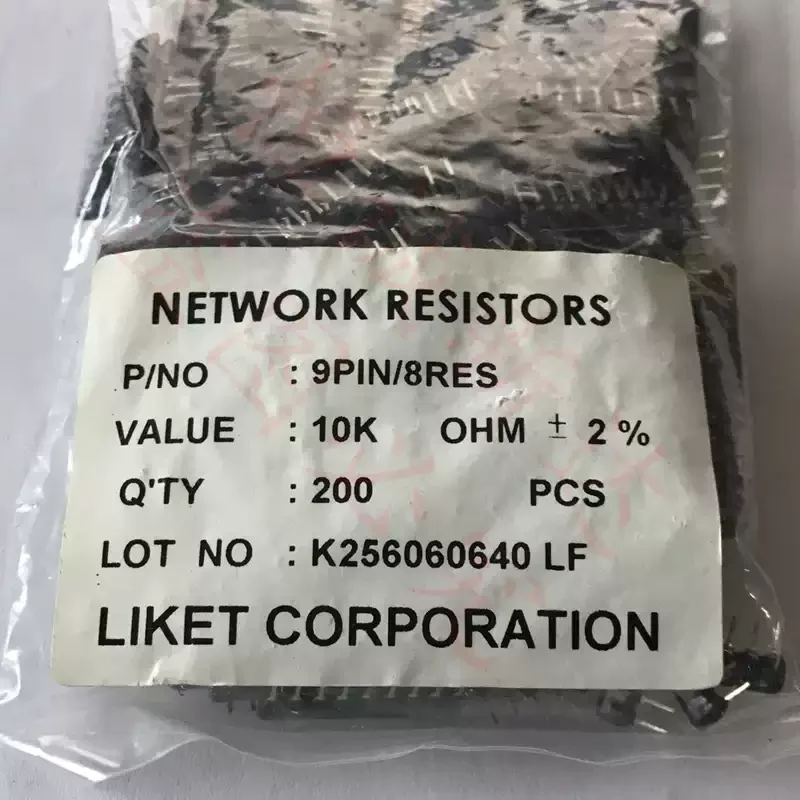 NETWORK RESISTORS
P/NO : 9PIN/8RES
VALUE : 10K OHM ± 2 %
Q'TY : 200 PCS
LOT NO : K256060640 LF
LIKET CORPORATION